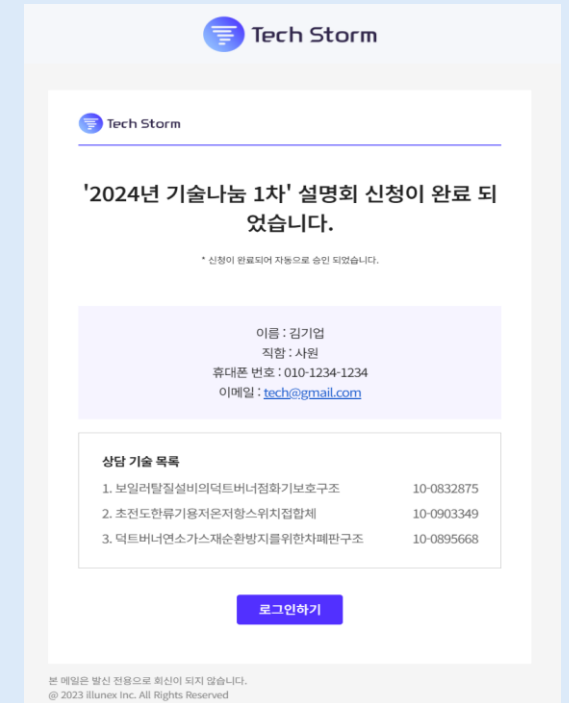 Tech Storm
Tech Storm
'2024년 기술나눔 1차' 설명회 신청이 완료 되
었습니다.
* 신청이 완료되어 자동으로 승인 되었습니다.
이름 : 김기업
직함 : 사원
휴대폰 번호 : 010-1234-1234
이메일 : tech@gmail.com
상담 기술 목록
1. 보일러탈질설비의덕트버너점화기보호구조 10-0832875
2. 초전도한류기용저온저항스위치접합체 10-0903349
3. 덕트버너연소가스재순환방지를위한차폐판구조 10-0895668
로그인하기
본 메일은 발신 전용으로 회신이 되지 않습니다.
@ 2023 illunex Inc. All Rights Reserved